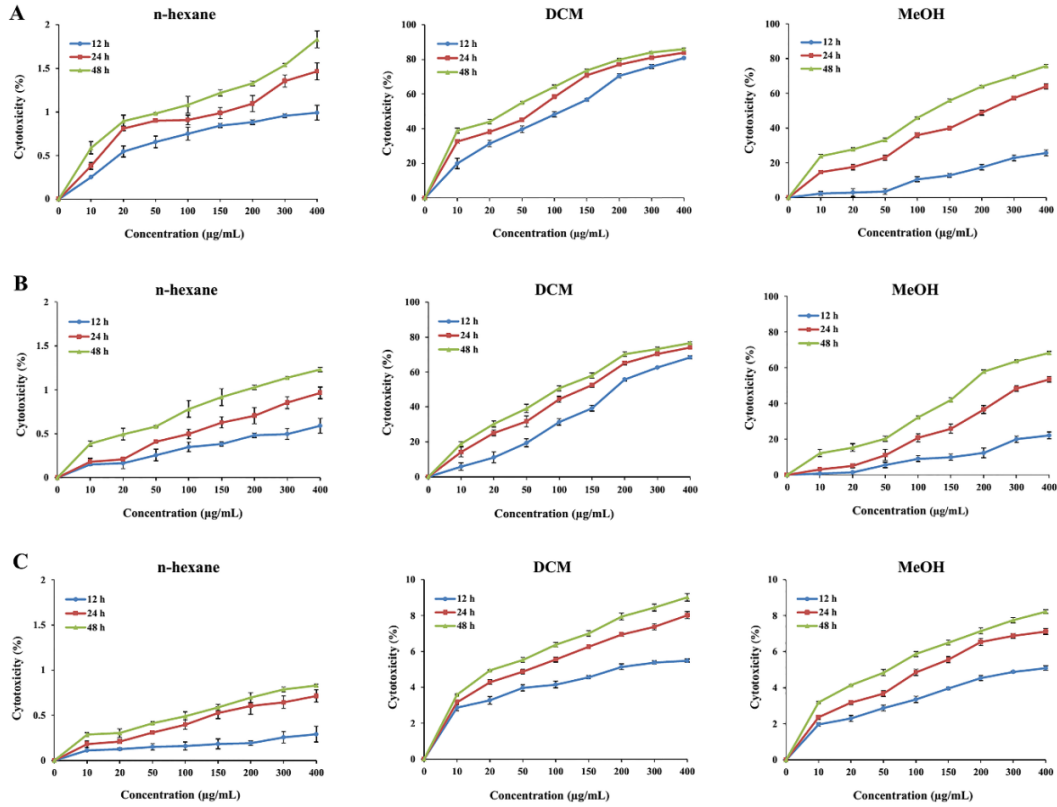 A
n-hexane
DCM
MeOH
2
1.5
1
0.5
0
12 h
24 h
48 h
Cytotoxicity (%)
0 10 20 50 100 150 200 300 400
Concentration (µg/mL)
100
80
60
40
20
0
12 h
24 h
48 h
Cytotoxicity (%)
0 10 20 50 100 150 200 300 400
Concentration (µg/mL)
100
80
60
40
20
0
12 h
24 h
48 h
Cytotoxicity (%)
0 10 20 50 100 150 200 300 400
Concentration (µg/mL)
B
n-hexane
DCM
MeOH
2
1.5
1
0.5
0
12 h
24 h
48 h
Cytotoxicity (%)
0 10 20 50 100 150 200 300 400
Concentration (µg/mL)
100
80
60
40
20
0
12 h
24 h
48 h
Cytotoxicity (%)
0 10 20 50 100 150 200 300 400
Concentration (µg/mL)
100
80
60
40
20
0
12 h
24 h
48 h
Cytotoxicity (%)
0 10 20 50 100 150 200 300 400
Concentration (µg/mL)
C
n-hexane
DCM
MeOH
2
1.5
1
0.5
0
12 h
24 h
48 h
Cytotoxicity (%)
0 10 20 50 100 150 200 300 400
Concentration (µg/mL)
10
8
6
4
2
0
12 h
24 h
48 h
Cytotoxicity (%)
0 10 20 50 100 150 200 300 400
Concentration (µg/mL)
10
8
6
4
2
0
12 h
24 h
48 h
Cytotoxicity (%)
0 10 20 50 100 150 200 300 400
Concentration (µg/mL)